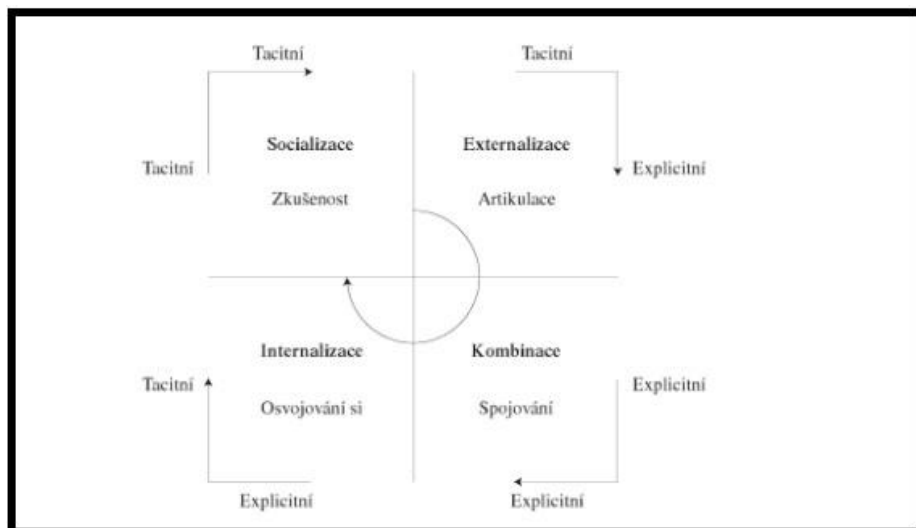 Tacitní
Tacitní
Socializace
Externalizace
Tacitní
Explicitní
Zkušenost
Artikulace
Internalizace
Kombinace
Tacitní
Explicitní
Osvojování si
Spojování
Explicitní
Explicitní